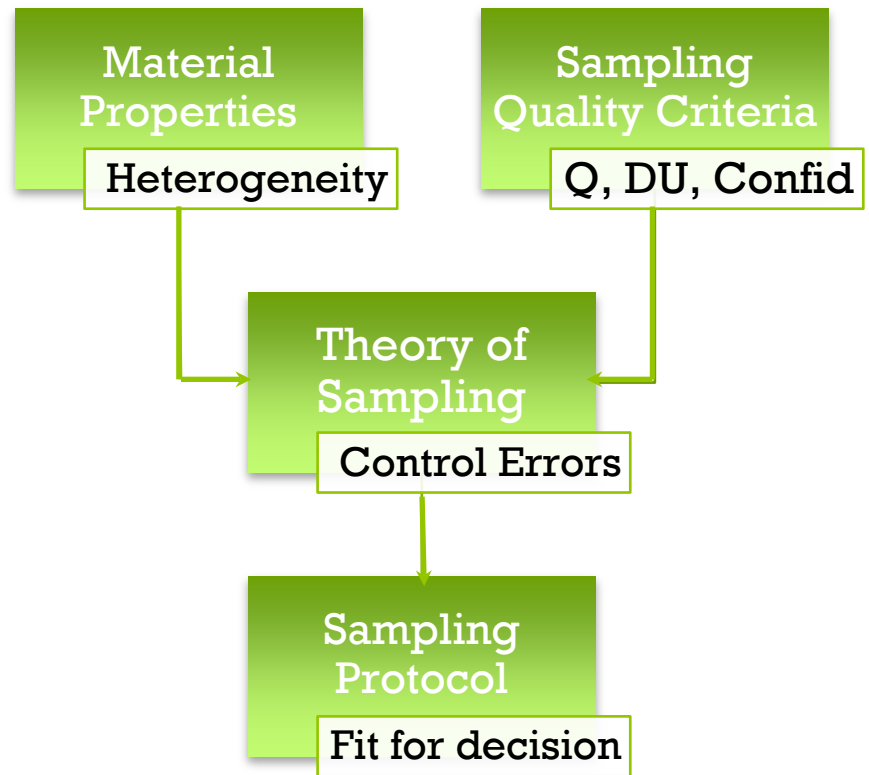 Material
Properties
Heterogeneity
Sampling
Quality Criteria
Q, DU, Confid
Theory of
Sampling
Control Errors
Sampling
Protocol
Fit for decision